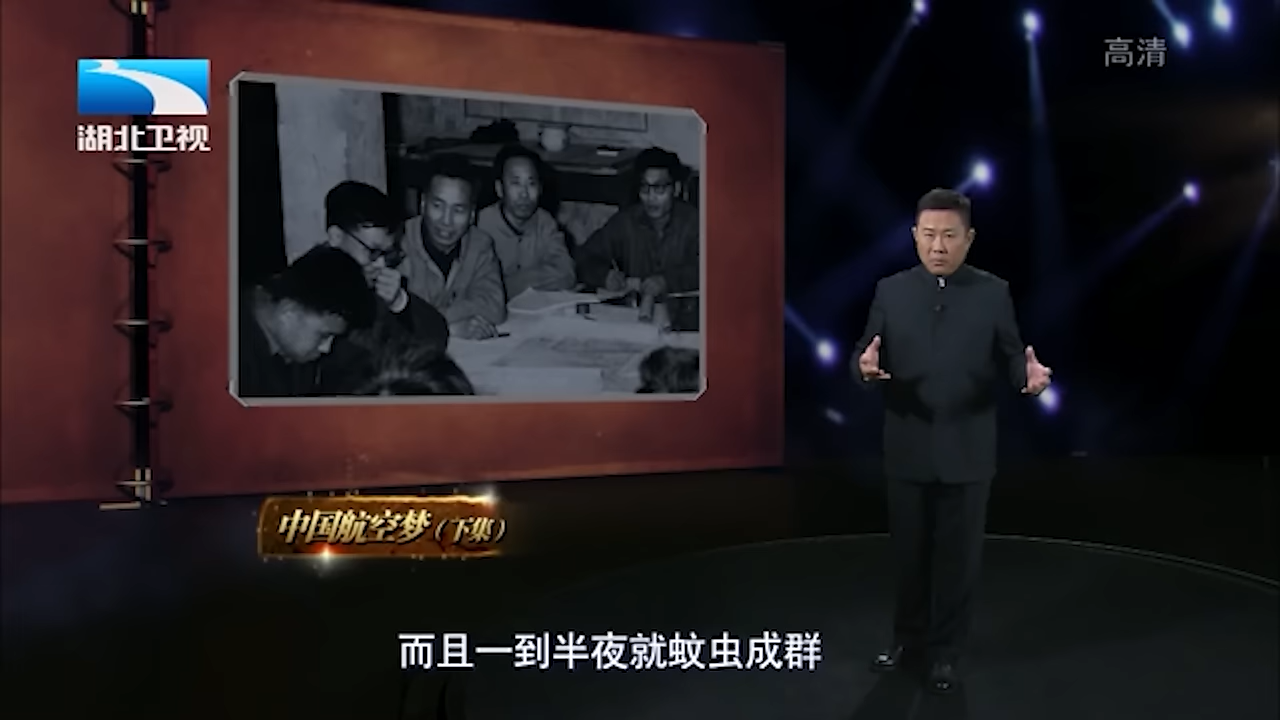 高清
湖北卫视
中国航空梦(下集)
而且一到半夜就蚊虫成群